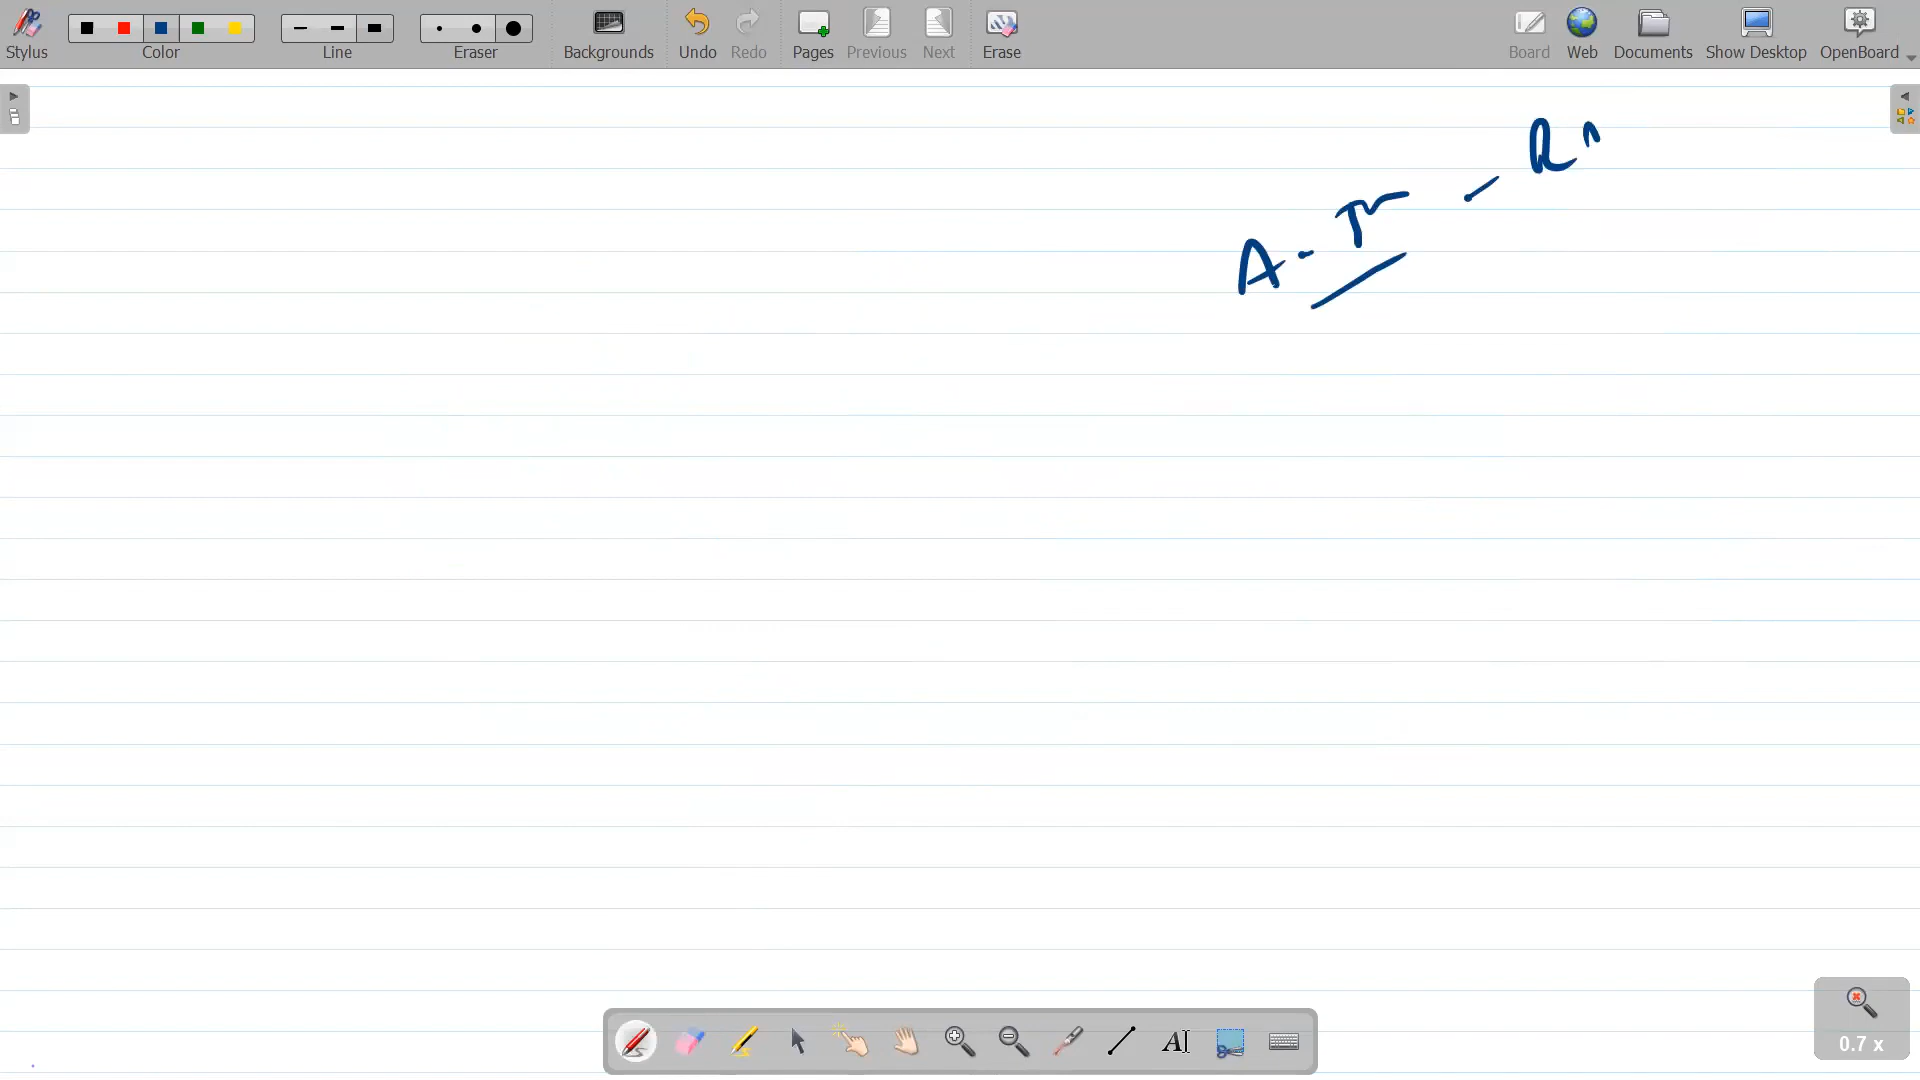 Stylus
Color
Line
Eraser
Backgrounds
Undo
Redo
Pages
Previous
Next
Erase
Board
Web
Documents
Show Desktop
OpenBoard
A
0.7 x